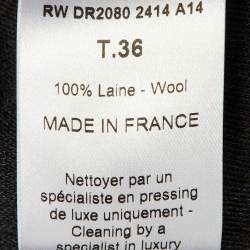 RW DR2080 2414 A14
T.36
100% Laine - Wool
MADE IN FRANCE
Nettoyer par un
spécialiste en pressing
de luxe uniquement -
Cleaning by a
specialist in luxury